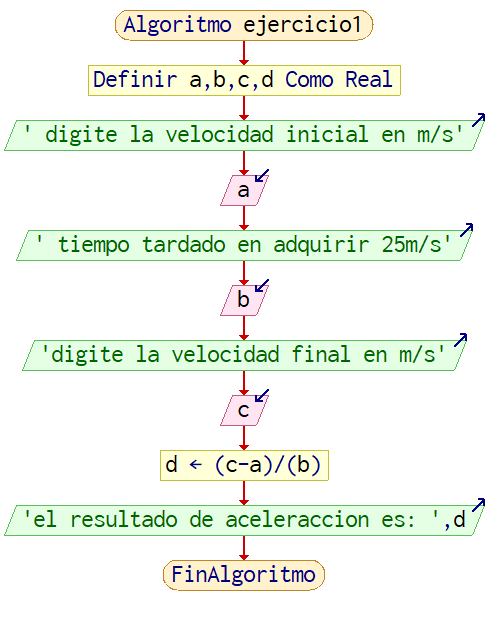 Algoritmo ejercicio1
Definir a,b,c,d Como Real
' digite la velocidad inicial en m/s'
a
' tiempo tardado en adquirir 25m/s'
b
'digite la velocidad final en m/s'
c
d ← (c-a)/(b)
'el resultado de aceleraccion es: ',d
FinAlgoritmo